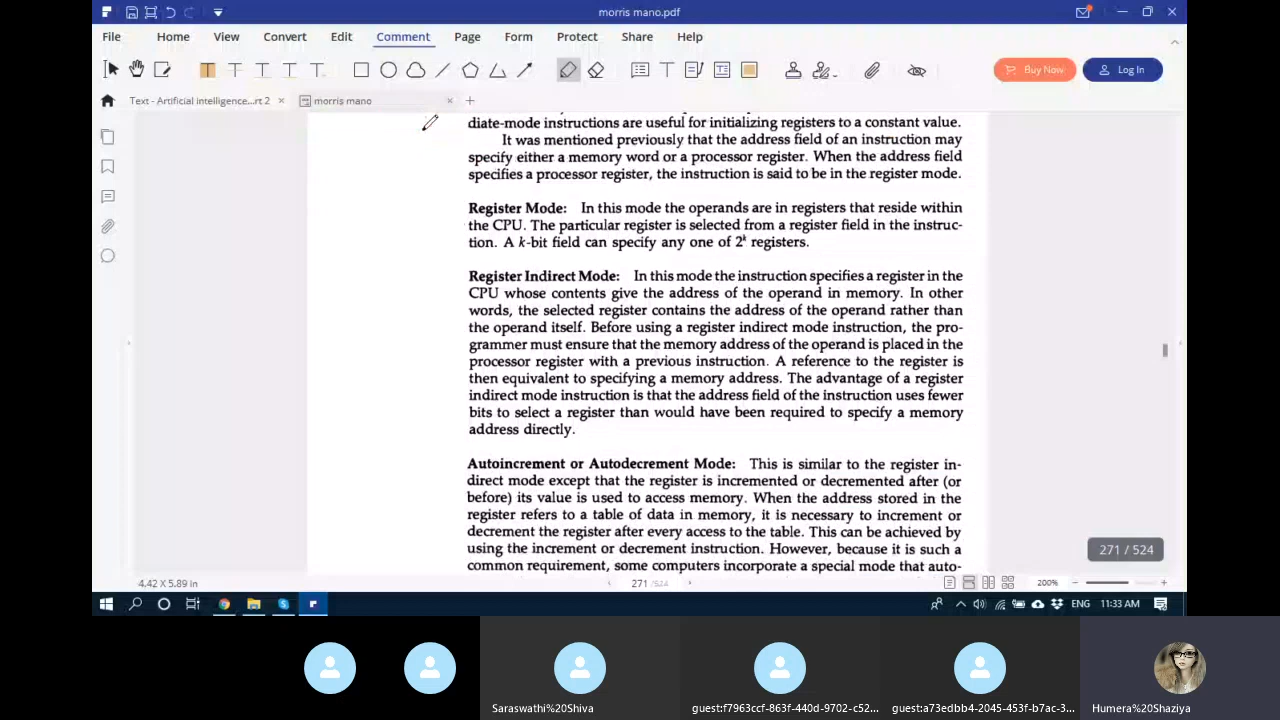 morris mano.pdf
File Home View Convert Edit Comment Page Form Protect Share Help
Buy Now Log In
Text - Artificial intelligence...rt 2 morris mano
diate-mode instructions are useful for initializing registers to a constant value.
It was mentioned previously that the address field of an instruction may
specify either a memory word or a processor register. When the address field
specifies a processor register, the instruction is said to be in the register mode.
Register Mode: In this mode the operands are in registers that reside within
the CPU. The particular register is selected from a register field in the instruc-
tion. A k-bit field can specify any one of 2ᵏ registers.
Register Indirect Mode: In this mode the instruction specifies a register in the
CPU whose contents give the address of the operand in memory. In other
words, the selected register contains the address of the operand rather than
the operand itself. Before using a register indirect mode instruction, the pro-
grammer must ensure that the memory address of the operand is placed in the
processor register with a previous instruction. A reference to the register is
then equivalent to specifying a memory address. The advantage of a register
indirect mode instruction is that the address field of the instruction uses fewer
bits to select a register than would have been required to specify a memory
address directly.
Autoincrement or Autodecrement Mode: This is similar to the register in-
direct mode except that the register is incremented or decremented after (or
before) its value is used to access memory. When the address stored in the
register refers to a table of data in memory, it is necessary to increment or
decrement the register after every access to the table. This can be achieved by
using the increment or decrement instruction. However, because it is such a
common requirement, some computers incorporate a special mode that auto-
271 / 524
4.42 X 5.89 in 271 /524 200%
ENG 11:33 AM
Saraswathi%20Shiva guest:f7963ccf-863f-440d-9702-c52... guest:a73edbb4-2045-453f-b7ac-3... Humera%20Shaziya